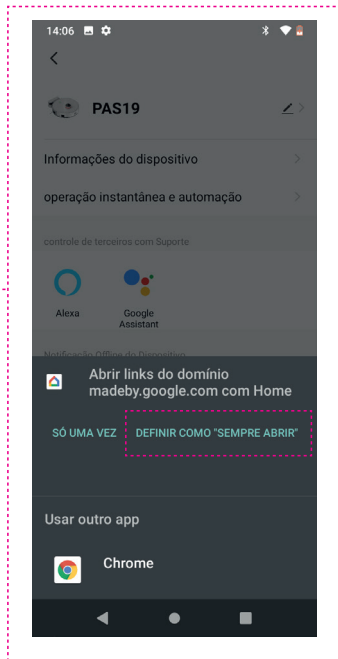 14:06
PAS19
Informações do dispositivo
operação instantânea e automação
controle de terceiros com Suporte
Alexa
Google
Assistant
Notificação Offline do Dispositivo
Abrir links do domínio
madeby.google.com com Home
SÓ UMA VEZ DEFINIR COMO "SEMPRE ABRIR"
Usar outro app
Chrome